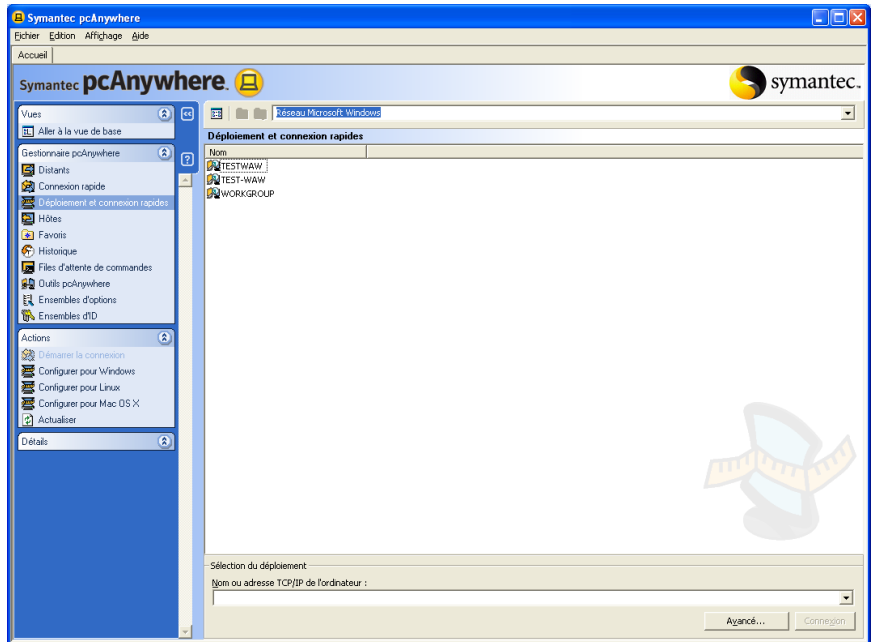 Symantec pcAnywhere
Fichier Edition Affichage Aide
Accueil
Symantec pcAnywhere.
symantec.
Vues
Aller à la vue de base
Gestionnaire pcAnywhere
Distants
Connexion rapide
Déploiement et connexion rapides
Hôtes
Favoris
Historique
Files d'attente de commandes
Outils pcAnywhere
Ensembles d'options
Ensembles d'ID
Actions
Démarrer la connexion
Configurer pour Windows
Configurer pour Linux
Configurer pour Mac OS X
Actualiser
Détails
Réseau Microsoft Windows
Déploiement et connexion rapides
Nom
TESTWAW
TEST-WAW
WORKGROUP
Sélection du déploiement
Nom ou adresse TCP/IP de l'ordinateur :
Avancé... Connexion